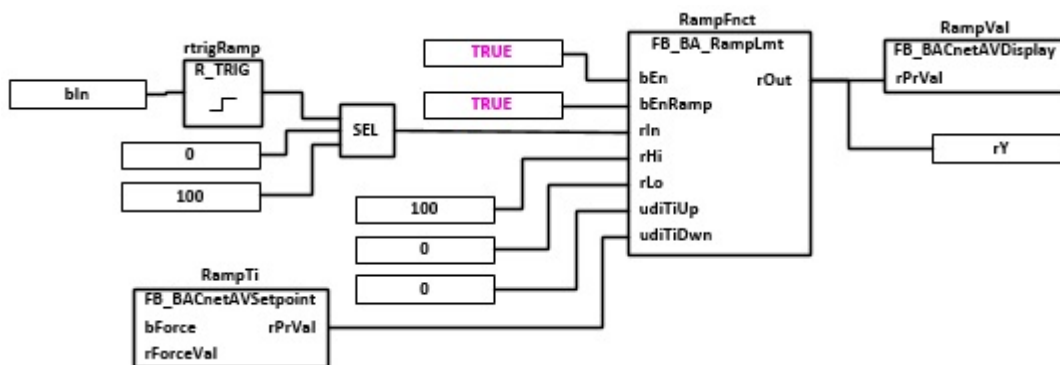 RampFnct
RampVal
rtrigRamp
TRUE
FB_BA_RampLmt
FB_BACnetAVDisplay
R_TRIG
bEn
rOut
rPrVal
bIn
TRUE
bEnRamp
SEL
rIn
0
rHi
rY
100
rLo
100
udiTiUp
0
udiTiDwn
RampTi
0
FB_BACnetAVSetpoint
bForce
rPrVal
rForceVal